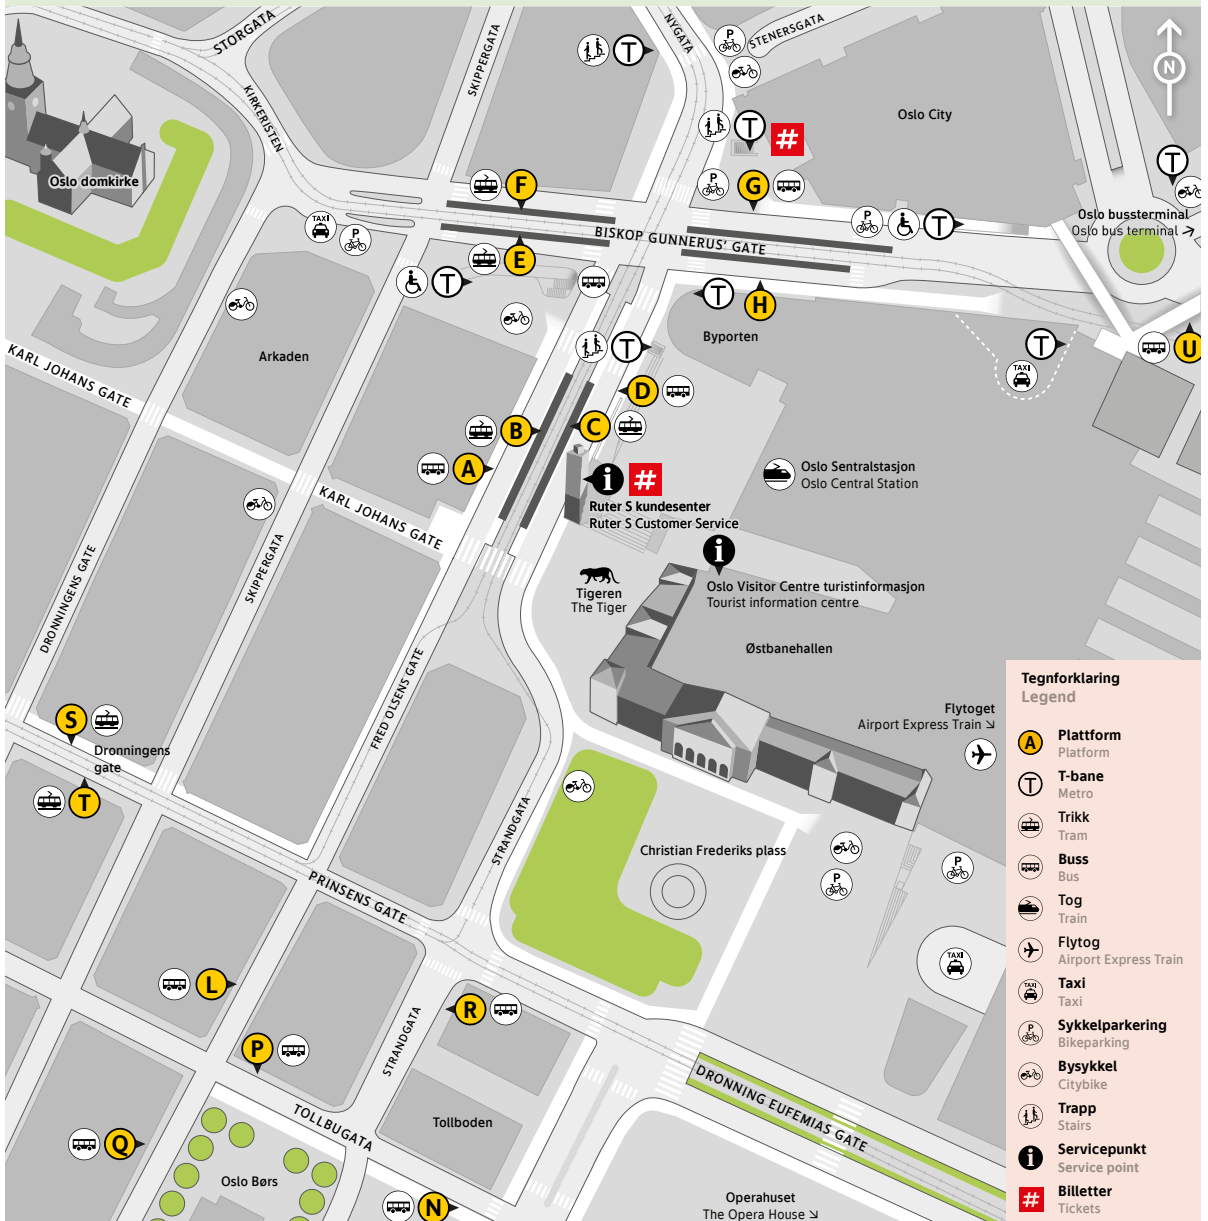 STORGATA
SKIPPERGATA
NYGATA
STENERSGATA
P
N
T
KIRKERISTEN
Oslo City
T
#
T
Oslo domkirke
F
P
G
TAXI
P
P
T
Oslo bussterminal
Oslo bus terminal
BISKOP GUNNERUS' GATE
E
T
T
H
Byporten
T
T
U
TAXI
Arkaden
KARL JOHANS GATE
D
B
C
A
i
#
Oslo Sentralstasjon
Oslo Central Station
Ruter S kundesenter
Ruter S Customer Service
KARL JOHANS GATE
i
DRONNINGENS GATE
SKIPPERGATA
Tigeren
The Tiger
Oslo Visitor Centre turistinformasjon
Tourist information centre
Østbanehallen
FRED OLSENS GATE
S
Dronningens
gate
T
Flytoget
Airport Express Train
STRANDGATA
Christian Frederiks plass
P
P
PRINSENS GATE
TAXI
L
R
P
STRANDGATA
DRONNING EUFEMIAS GATE
TOLLBUGATA
Tollboden
Q
Oslo Børs
N
Operahuset
The Opera House
Tegnforklaring
Legend
A
Plattform
Platform
T
T-bane
Metro
Trikk
Tram
Buss
Bus
Tog
Train
Flytog
Airport Express Train
TAXI
Taxi
Taxi
P
Sykkelparkering
Bikeparking
Bysykkel
Citybike
Trapp
Stairs
i
Servicepunkt
Service point
#
Billetter
Tickets